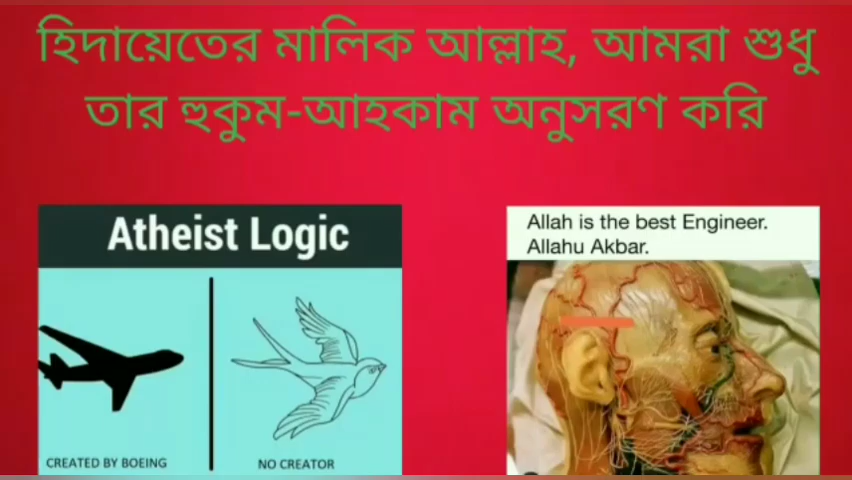 হিদায়েতের মালিক আল্লাহ, আমরা শুধু
তার হুকুম-আহকাম অনুসরণ করি
Atheist Logic
CREATED BY BOEING
NO CREATOR
Allah is the best Engineer.
Allahu Akbar.